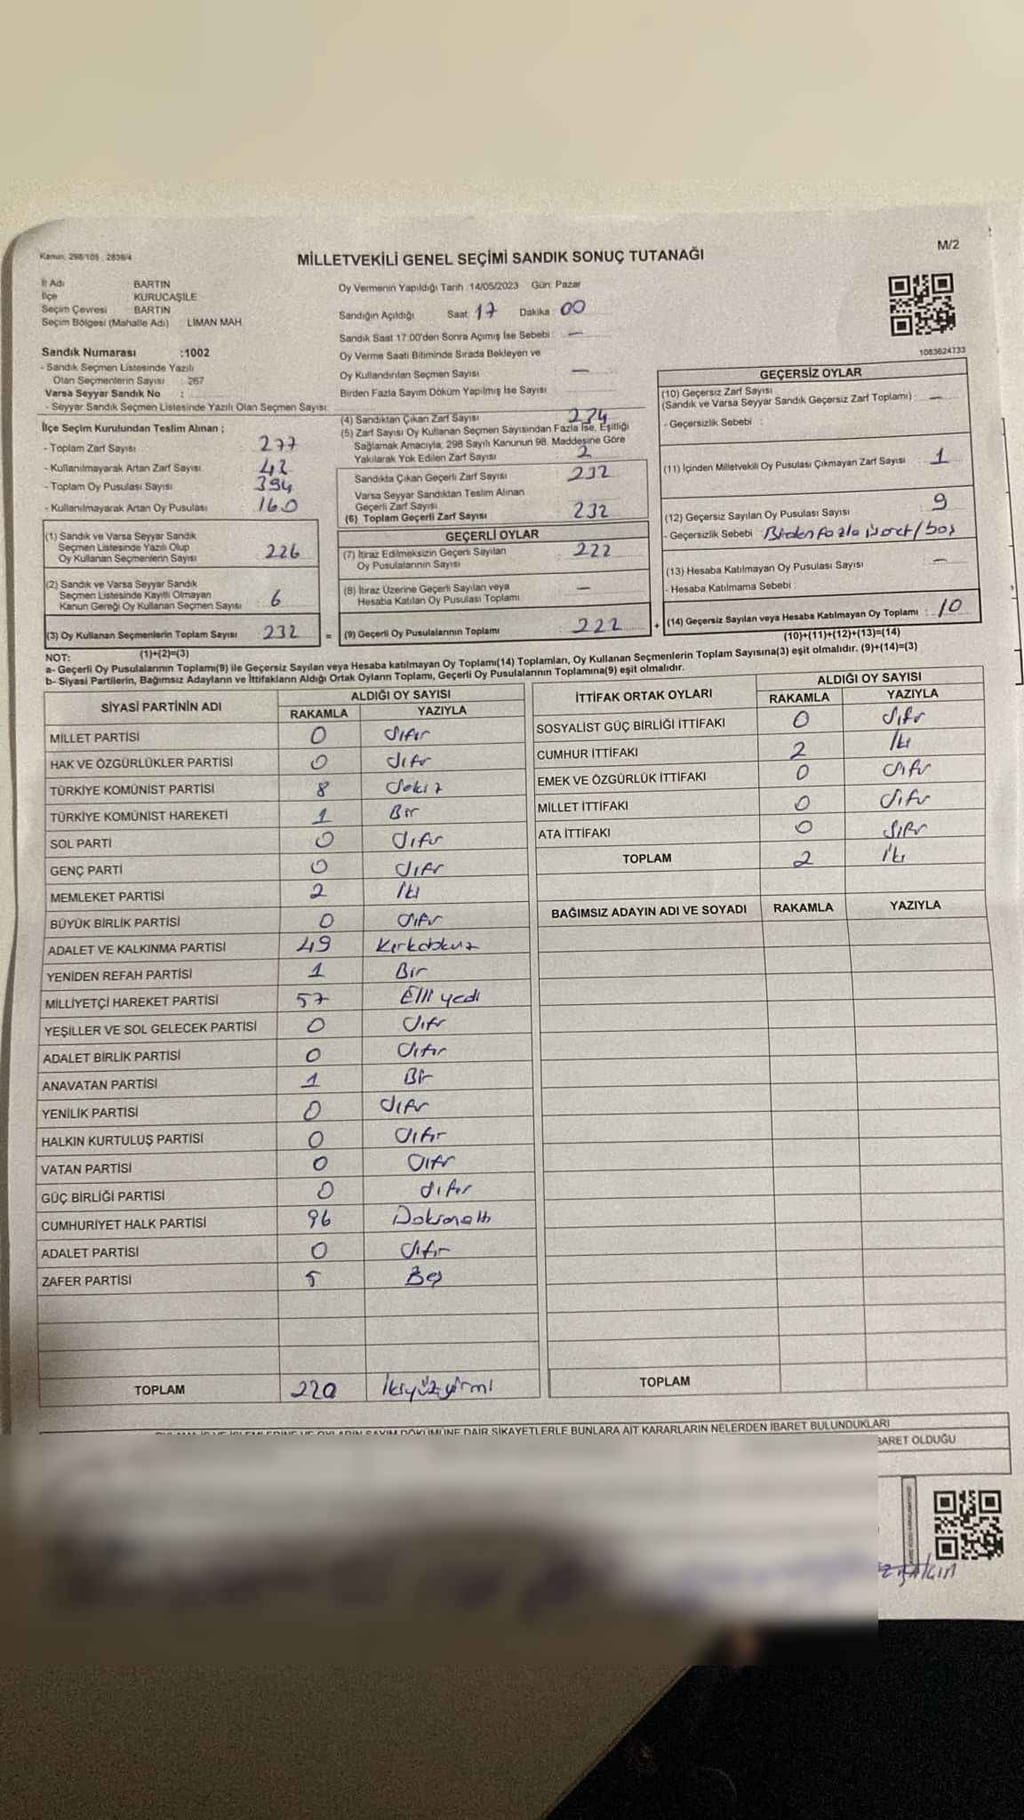 M/2
Kanun: 298/105 2839/4
MİLLETVEKİLİ GENEL SEÇİMİ SANDIK SONUÇ TUTANAĞI
İl Adı BARTIN
İlçe KURUCAŞİLE
Seçim Çevresi BARTIN
Seçim Bölgesi (Mahalle Adı) LİMAN MAH
Sandık Numarası :1002
- Sandık Seçmen Listesinde Yazılı
Olan Seçmenlerin Sayısı : 267
Varsa Seyyar Sandık No :
- Seyyar Sandık Seçmen Listesinde Yazılı Olan Seçmen Sayısı:
İlçe Seçim Kurulundan Teslim Alınan ;
- Toplam Zarf Sayısı 277
- Kullanılmayarak Artan Zarf Sayısı 42
- Toplam Oy Pusulası Sayısı 394
- Kullanılmayarak Artan Oy Pusulası 160
Oy Vermenin Yapıldığı Tarih :14/05/2023 Gün: Pazar
Sandığın Açıldığı Saat 17 Dakika 00
Sandık Saat 17.00'den Sonra Açımış İse Sebebi : —
Oy Verme Saati Bitiminde Sırada Bekleyen ve
Oy Kullandırılan Seçmen Sayısı —
Birden Fazla Sayım Döküm Yapılmış İse Sayısı
(4) Sandıktan Çıkan Zarf Sayısı 234
(5) Zarf Sayısı Oy Kullanan Seçmen Sayısından Fazla İse, Eşitliği
Sağlamak Amacıyla, 298 Sayılı Kanunun 98. Maddesine Göre
Yakılarak Yok Edilen Zarf Sayısı 2
Sandıkta Çıkan Geçerli Zarf Sayısı 232
Varsa Seyyar Sandıktan Teslim Alınan
Geçerli Zarf Sayısı
(6) Toplam Geçerli Zarf Sayısı 232
1083624733
GEÇERSİZ OYLAR
(10) Geçersiz Zarf Sayısı
(Sandık ve Varsa Seyyar Sandık Geçersiz Zarf Toplamı) : —
- Geçersizlik Sebebi :
(11) İçinden Milletvekili Oy Pusulası Çıkmayan Zarf Sayısı 1
(12) Geçersiz Sayılan Oy Pusulası Sayısı 9
- Geçersizlik Sebebi : Birden fazla işaret/boş
(13) Hesaba Katılmayan Oy Pusulası Sayısı —
- Hesaba Katılmama Sebebi :
(14) Geçersiz Sayılan veya Hesaba Katılmayan Oy Toplamı : 10
(10)+(11)+(12)+(13)=(14)
(1) Sandık ve Varsa Seyyar Sandık
Seçmen Listesinde Yazılı Olup
Oy Kullanan Seçmenlerin Sayısı 226
(2) Sandık ve Varsa Seyyar Sandık
Seçmen Listesinde Kayıtlı Olmayan
Kanun Gereği Oy Kullanan Seçmen Sayısı 6
(3) Oy Kullanan Seçmenlerin Toplam Sayısı 232 =
(1)+(2)=(3)
GEÇERLİ OYLAR
(7) İtiraz Edilmeksizin Geçerli Sayılan
Oy Pusulalarının Sayısı 222
(8) İtiraz Üzerine Geçerli Sayılan veya
Hesaba Katılan Oy Pusulası Toplamı —
(9) Geçerli Oy Pusulalarının Toplamı 222 +
NOT:
a- Geçerli Oy Pusulalarının Toplamı(9) ile Geçersiz Sayılan veya Hesaba katılmayan Oy Toplamı(14) Toplamları, Oy Kullanan Seçmenlerin Toplam Sayısına(3) eşit olmalıdır. (9)+(14)=(3)
b- Siyasi Partilerin, Bağımsız Adayların ve İttifakların Aldığı Ortak Oyların Toplamı, Geçerli Oy Pusulalarının Toplamına(9) eşit olmalıdır.
SİYASİ PARTİNİN ADI ALDIĞI OY SAYISI
RAKAMLA YAZIYLA
MİLLET PARTİSİ 0 Sıfır
HAK VE ÖZGÜRLÜKLER PARTİSİ 0 Sıfır
TÜRKİYE KOMÜNİST PARTİSİ 8 Sekiz
TÜRKİYE KOMÜNİST HAREKETİ 1 Bir
SOL PARTİ 0 Sıfır
GENÇ PARTİ 0 Sıfır
MEMLEKET PARTİSİ 2 İki
BÜYÜK BİRLİK PARTİSİ 0 Sıfır
ADALET VE KALKINMA PARTİSİ 49 Kırkdokuz
YENİDEN REFAH PARTİSİ 1 Bir
MİLLİYETÇİ HAREKET PARTİSİ 57 Elli yedi
YEŞİLLER VE SOL GELECEK PARTİSİ 0 Sıfır
ADALET BİRLİK PARTİSİ 0 Sıfır
ANAVATAN PARTİSİ 1 Bir
YENİLİK PARTİSİ 0 Sıfır
HALKIN KURTULUŞ PARTİSİ 0 Sıfır
VATAN PARTİSİ 0 Sıfır
GÜÇ BİRLİĞİ PARTİSİ 0 Sıfır
CUMHURİYET HALK PARTİSİ 96 Doksanaltı
ADALET PARTİSİ 0 Sıfır
ZAFER PARTİSİ 5 Beş
TOPLAM 220 İkiyüzyirmi
İTTİFAK ORTAK OYLARI ALDIĞI OY SAYISI
RAKAMLA YAZIYLA
SOSYALİST GÜÇ BİRLİĞİ İTTİFAKI 0 Sıfır
CUMHUR İTTİFAKI 2 İki
EMEK VE ÖZGÜRLÜK İTTİFAKI 0 Sıfır
MİLLET İTTİFAKI 0 Sıfır
ATA İTTİFAKI 0 Sıfır
TOPLAM 2 İki
BAĞIMSIZ ADAYIN ADI VE SOYADI RAKAMLA YAZIYLA
TOPLAM
DAİR ŞİKAYETLERLE BUNLARA AİT KARARLARIN NELERDEN İBARET BULUNDUKLARI
BARET OLDUĞU